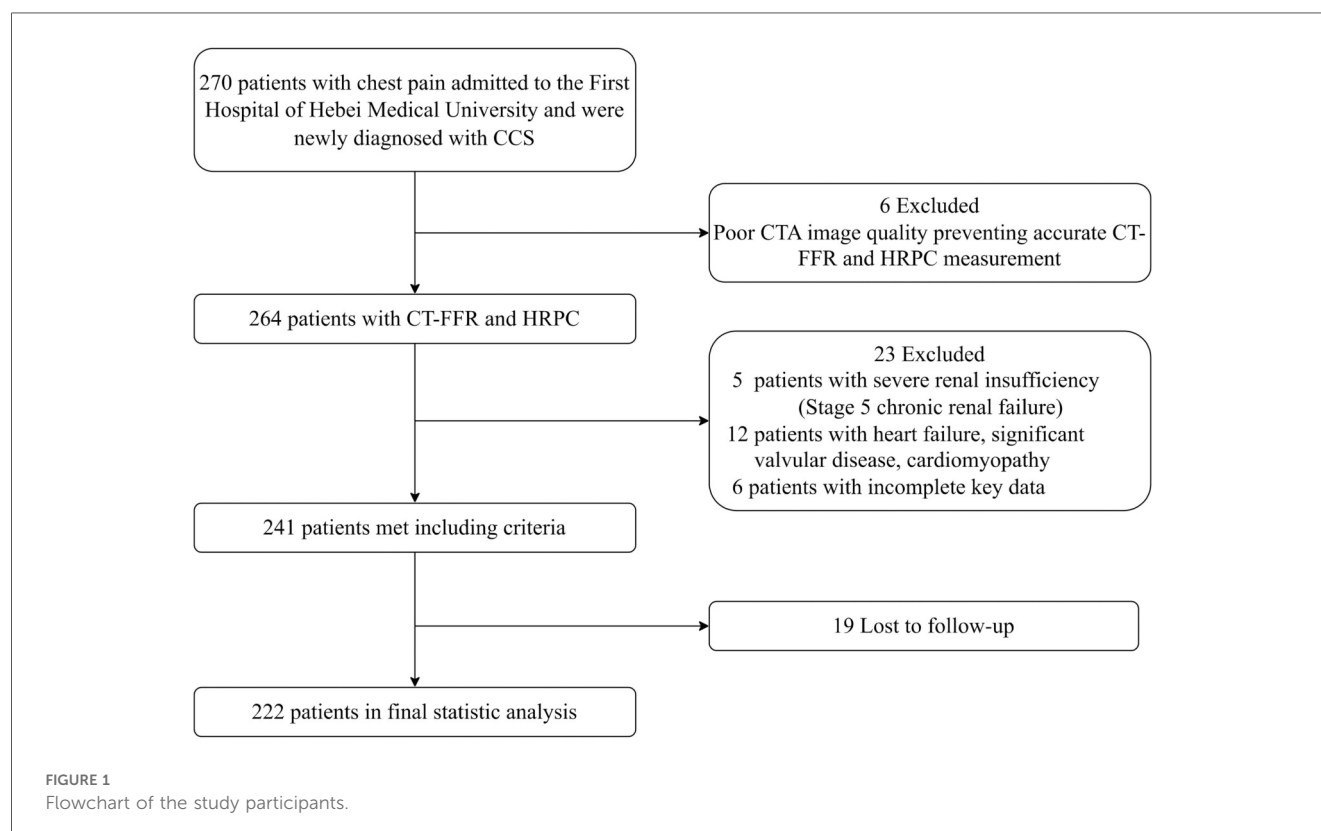 270 patients with chest pain admitted to the First
Hospital of Hebei Medical University and were
newly diagnosed with CCS
6 Excluded
Poor CTA image quality preventing accurate CT-
FFR and HRPC measurement
264 patients with CT-FFR and HRPC
23 Excluded
5 patients with severe renal insufficiency
(Stage 5 chronic renal failure)
12 patients with heart failure, significant
valvular disease, cardiomyopathy
6 patients with incomplete key data
241 patients met including criteria
19 Lost to follow-up
222 patients in final statistic analysis
FIGURE 1
Flowchart of the study participants.